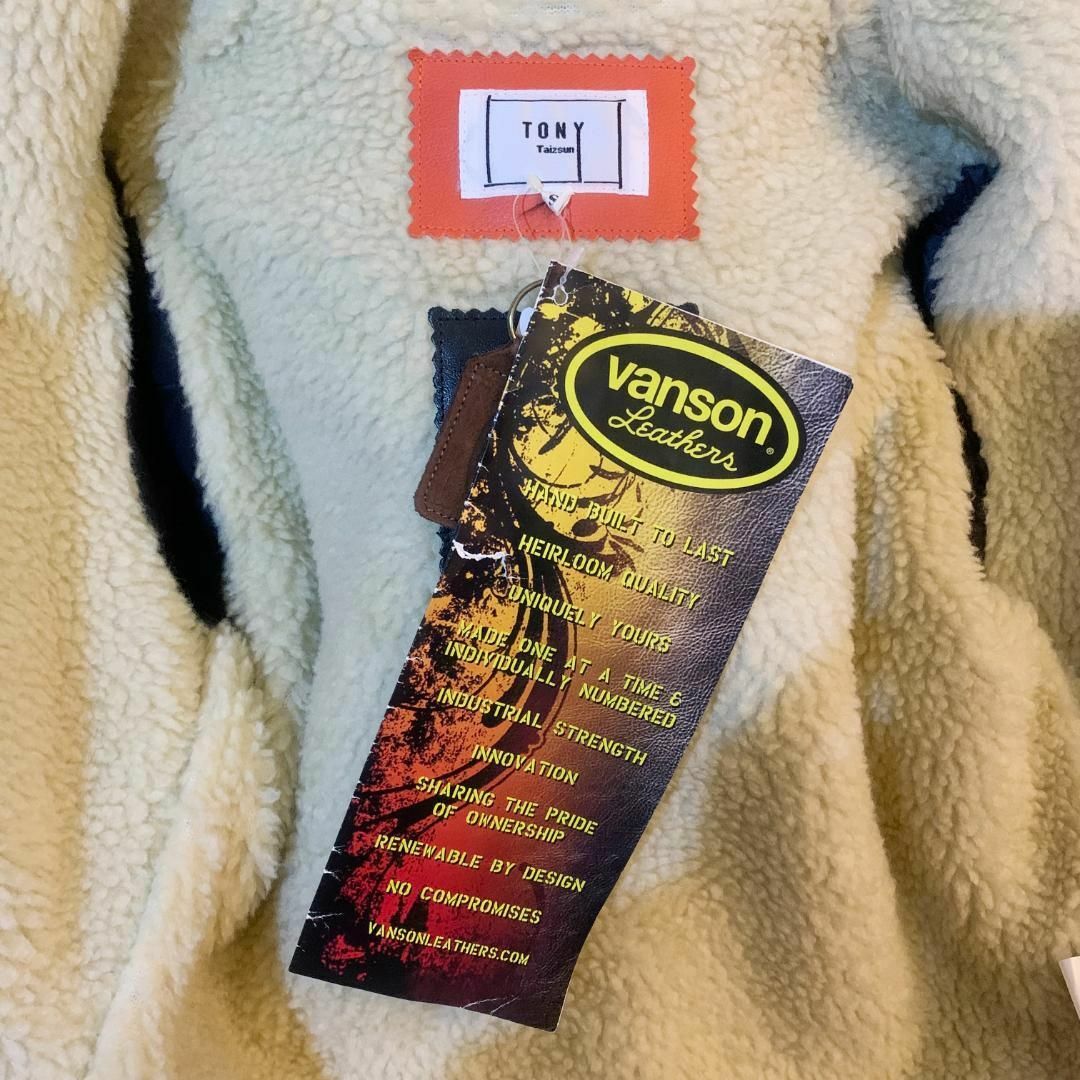 TONY
Taizsun
S
vanson
Leathers®
HAND BUILT TO LAST
HEIRLOOM QUALITY
UNIQUELY YOURS
MADE ONE AT A TIME &
INDIVIDUALLY NUMBERED
INDUSTRIAL STRENGTH
INNOVATION
SHARING THE PRIDE
OF OWNERSHIP
RENEWABLE BY DESIGN
NO COMPROMISES
VANSONLEATHERS.COM